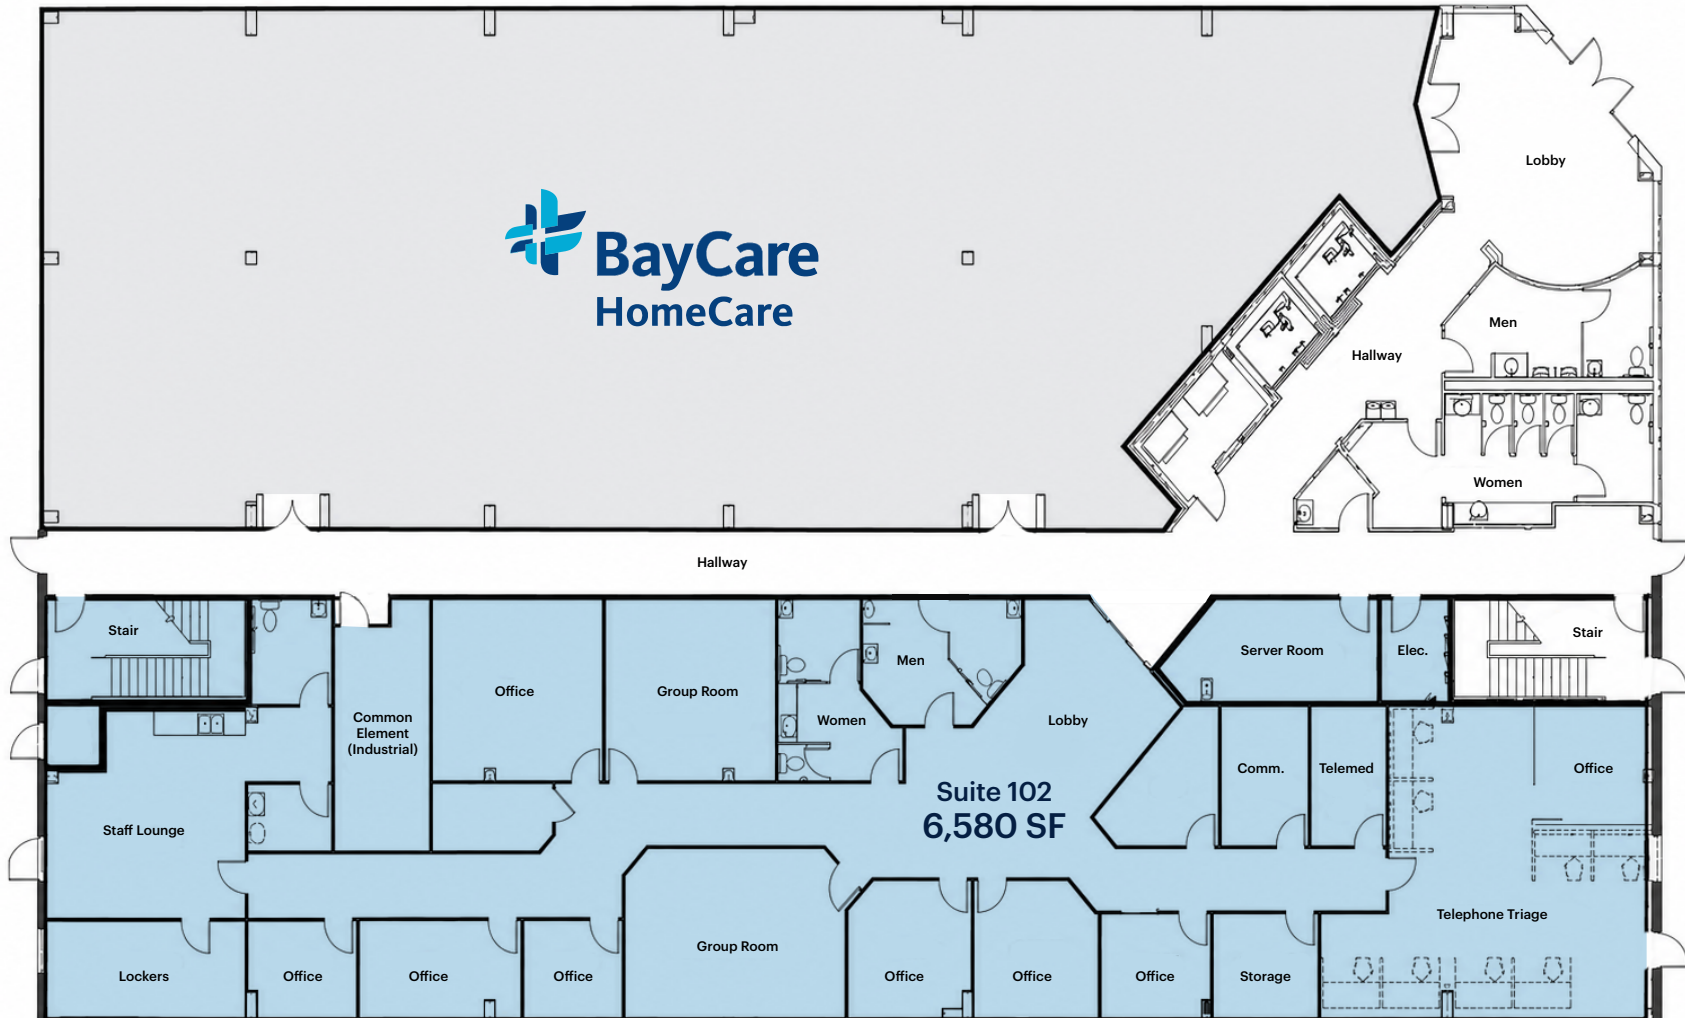 BayCare
HomeCare
Lobby
Men
Hallway
Women
Hallway
Stair
Stair
Server Room
Elec.
Men
Office
Group Room
Common
Element
(Industrial)
Women
Lobby
Comm.
Telemed
Office
Suite 102
6,580 SF
Staff Lounge
Telephone Triage
Group Room
Lockers
Office
Office
Office
Office
Office
Office
Storage